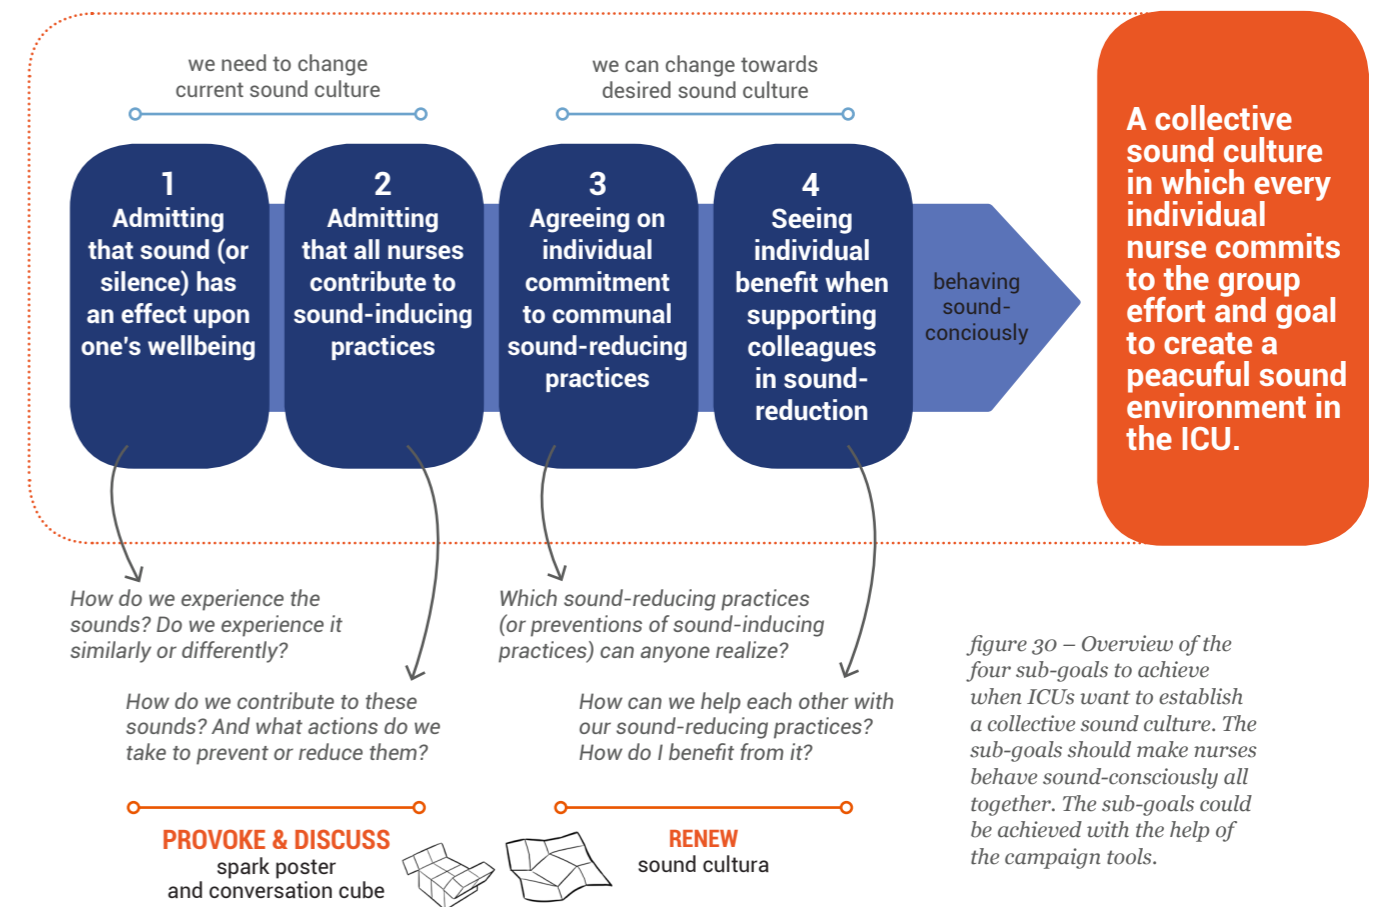 we need to change
current sound culture
we can change towards
desired sound culture
1
Admitting
that sound (or
silence) has
an effect upon
one's wellbeing
2
Admitting
that all nurses
contribute to
sound-inducing
practices
3
Agreeing on
individual
commitment
to communal
sound-reducing
practices
4
Seeing
individual
benefit when
supporting
colleagues
in sound-
reduction
behaving
sound-
conciously
A collective
sound culture
in which every
individual
nurse commits
to the group
effort and goal
to create a
peacuful sound
environment in
the ICU.
How do we experience the
sounds? Do we experience it
similarly or differently?
How do we contribute to these
sounds? And what actions do we
take to prevent or reduce them?
Which sound-reducing practices
(or preventions of sound-inducing
practices) can anyone realize?
How can we help each other with
our sound-reducing practices?
How do I benefit from it?
PROVOKE & DISCUSS
spark poster
and conversation cube
RENEW
sound cultura
figure 30 – Overview of the
four sub-goals to achieve
when ICUs want to establish
a collective sound culture. The
sub-goals should make nurses
behave sound-consciously all
together. The sub-goals could
be achieved with the help of
the campaign tools.